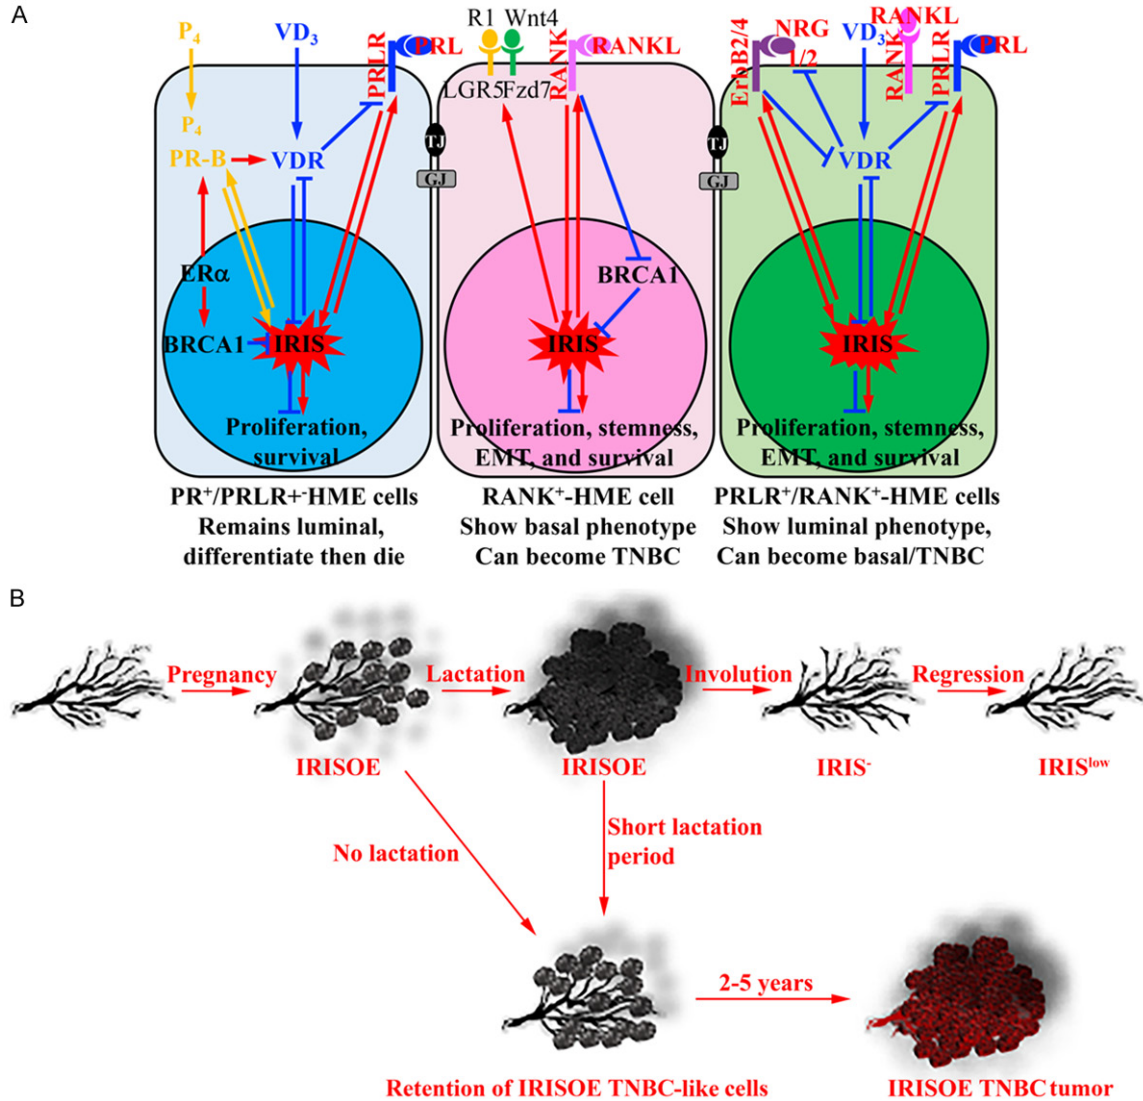 A
P4
VD3
PRLR
PRL
R1
Wnt4
LGR5
Fzd7
RANK
RANKL
ErbB2/4
NRG
1/2
VD3
RANKL
RANK
PRLR
PRL
P4
PR-B
VDR
TJ
GJ
TJ
GJ
VDR
ERα
BRCA1
IRIS
BRCA1
IRIS
IRIS
Proliferation,
survival
Proliferation, stemness,
EMT, and survival
Proliferation, stemness,
EMT, and survival
PR+/PRLR+-HME cells
Remains luminal,
differentiate then die
RANK+-HME cell
Show basal phenotype
Can become TNBC
PRLR+/RANK+-HME cells
Show luminal phenotype,
Can become basal/TNBC
B
Pregnancy
Lactation
Involution
Regression
IRISOE
IRISOE
IRIS-
IRISlow
No lactation
Short lactation
period
2-5 years
Retention of IRISOE TNBC-like cells
IRISOE TNBC tumor